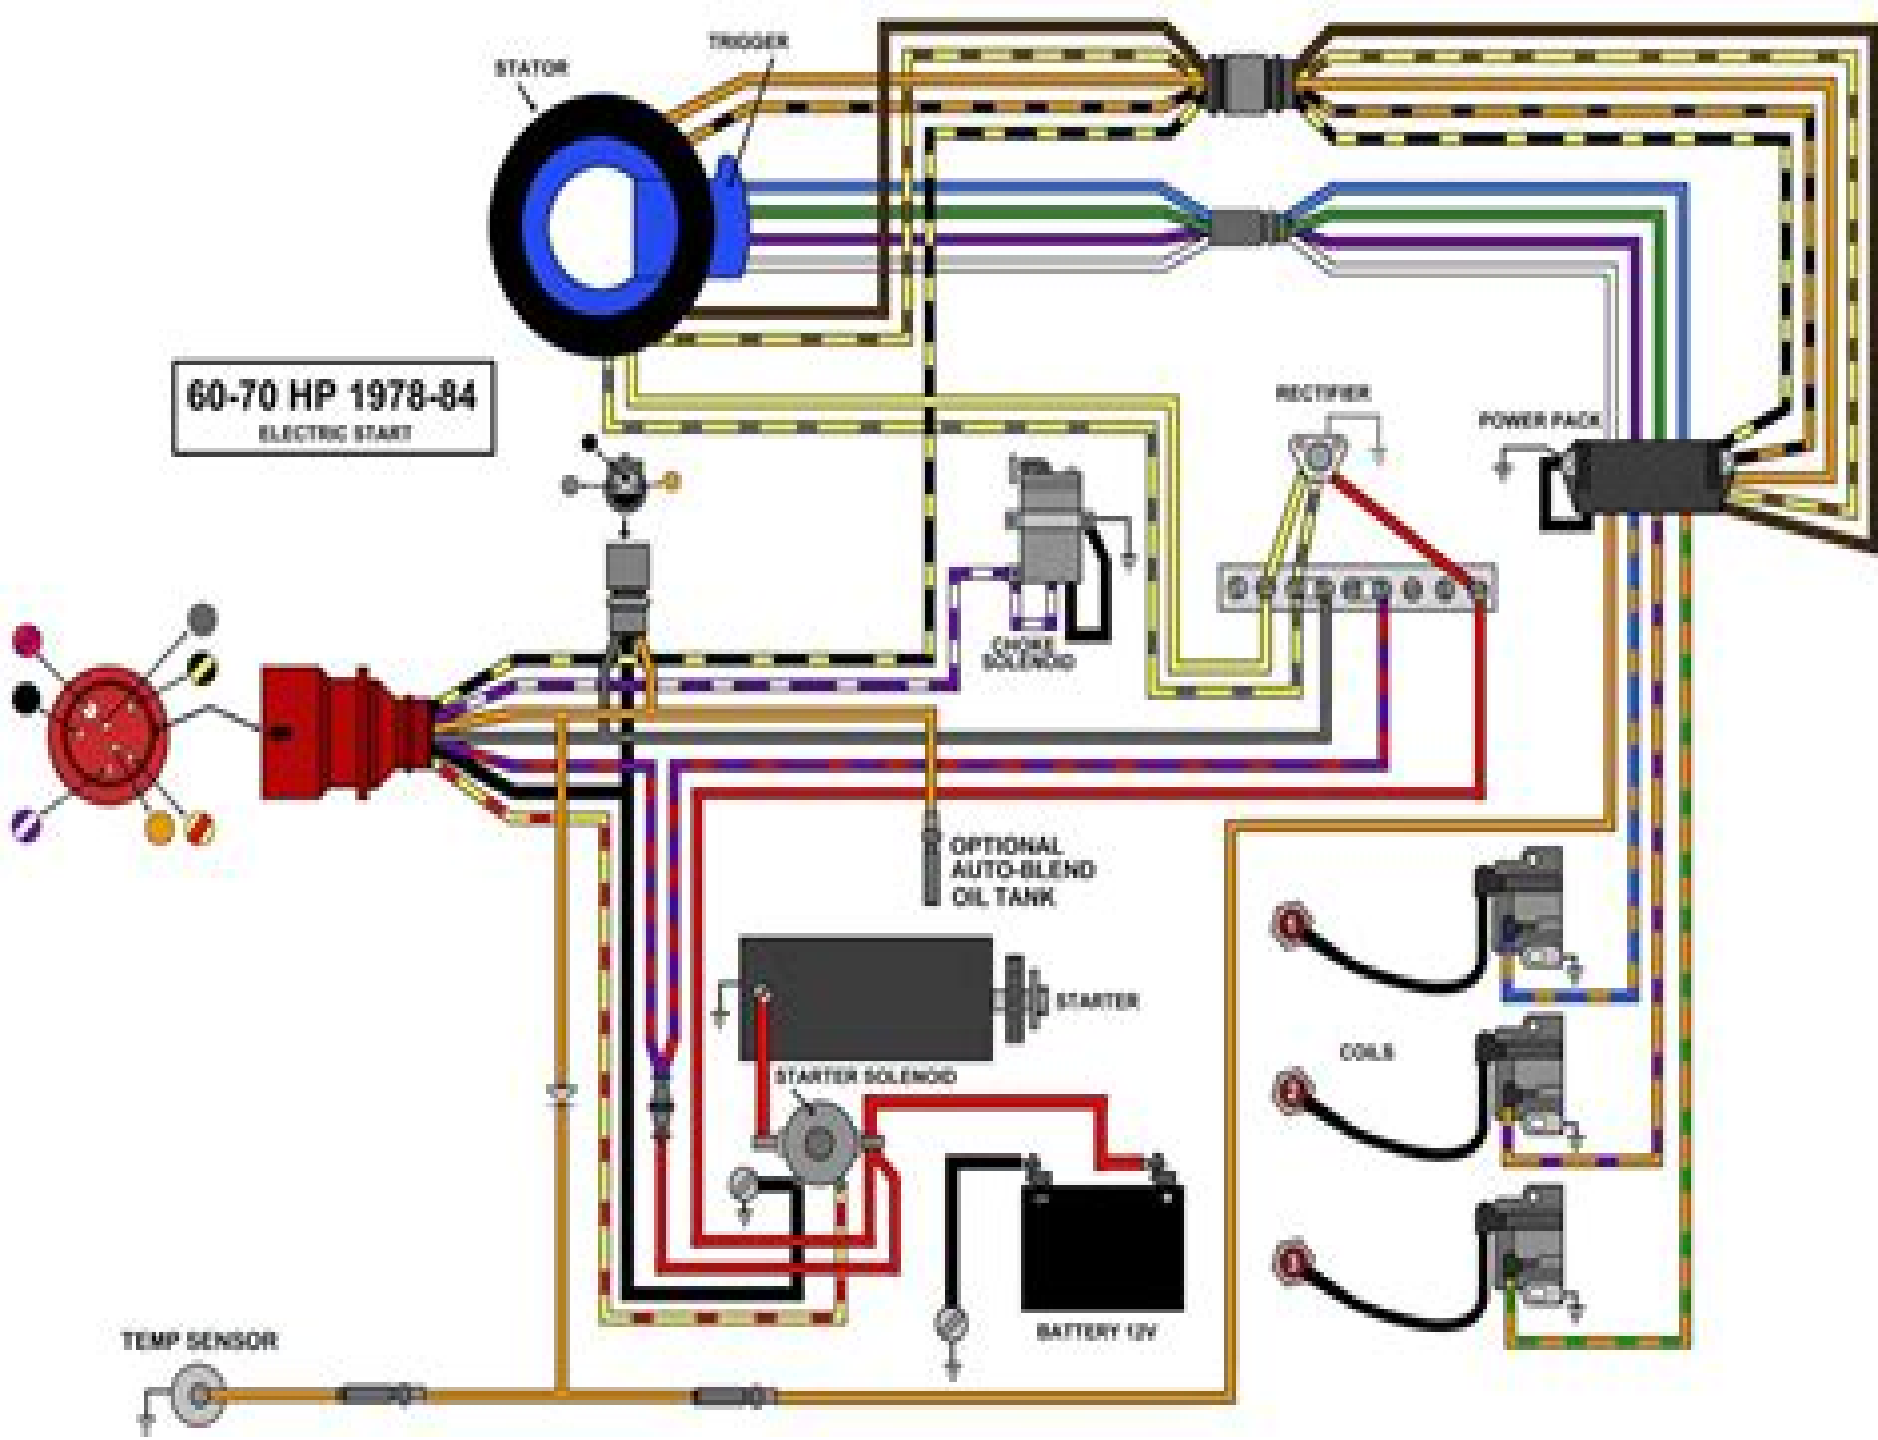 TRIGGER
STATOR
60-70 HP 1978-84
ELECTRIC START
RECTIFIER
POWER PACK
CHOKE
SOLENOID
OPTIONAL
AUTO-BLEND
OIL TANK
STARTER
COILS
STARTER SOLENOID
BATTERY 12V
TEMP SENSOR